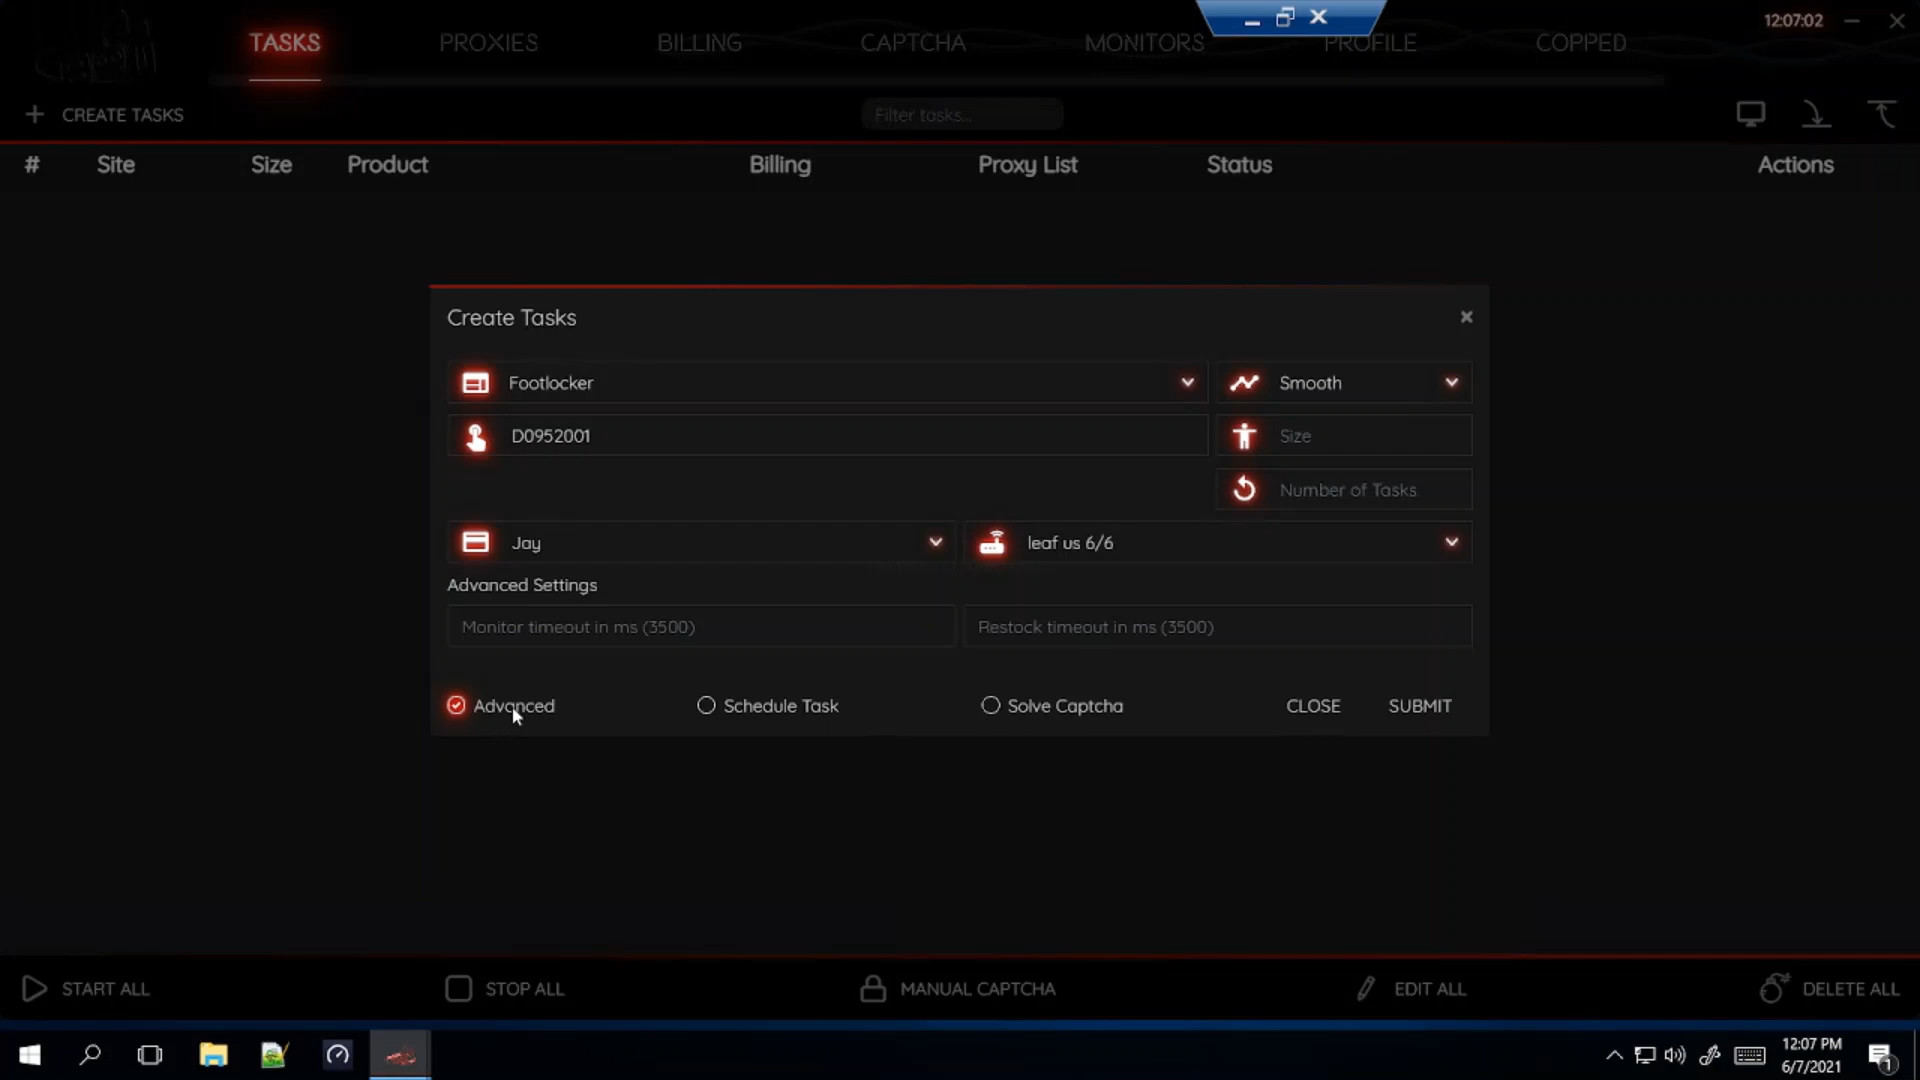 TASKS PROXIES BILLING CAPTCHA MONITORS PROFILE COPPED 12:07:02
CREATE TASKS Filter tasks...
# Site Size Product Billing Proxy List Status Actions
Create Tasks
Footlocker Smooth
D0952001 Size
Number of Tasks
Jay leaf us 6/6
Advanced Settings
Monitor timeout in ms (3500) Restock timeout in ms (3500)
Advanced Schedule Task Solve Captcha CLOSE SUBMIT
START ALL STOP ALL MANUAL CAPTCHA EDIT ALL DELETE ALL
12:07 PM
6/7/2021
1